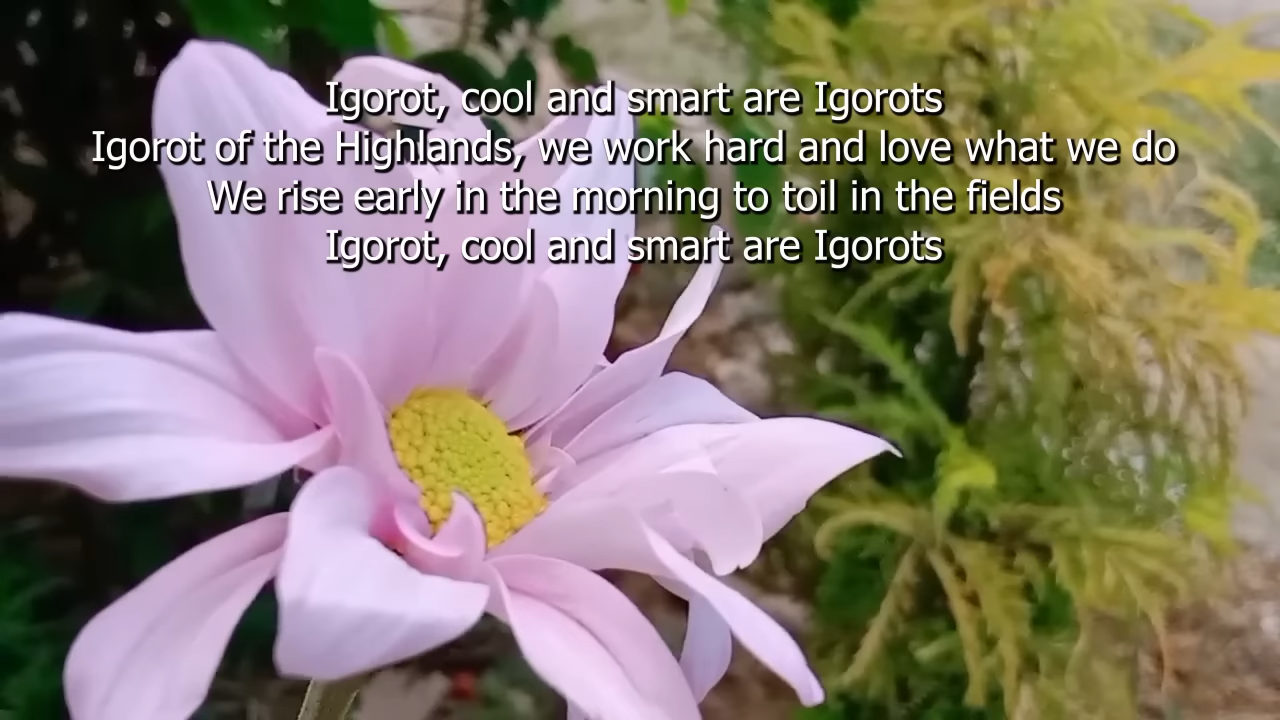 Igorot, cool and smart are Igorots
Igorot of the Highlands, we work hard and love what we do
We rise early in the morning to toil in the fields
Igorot, cool and smart are Igorots